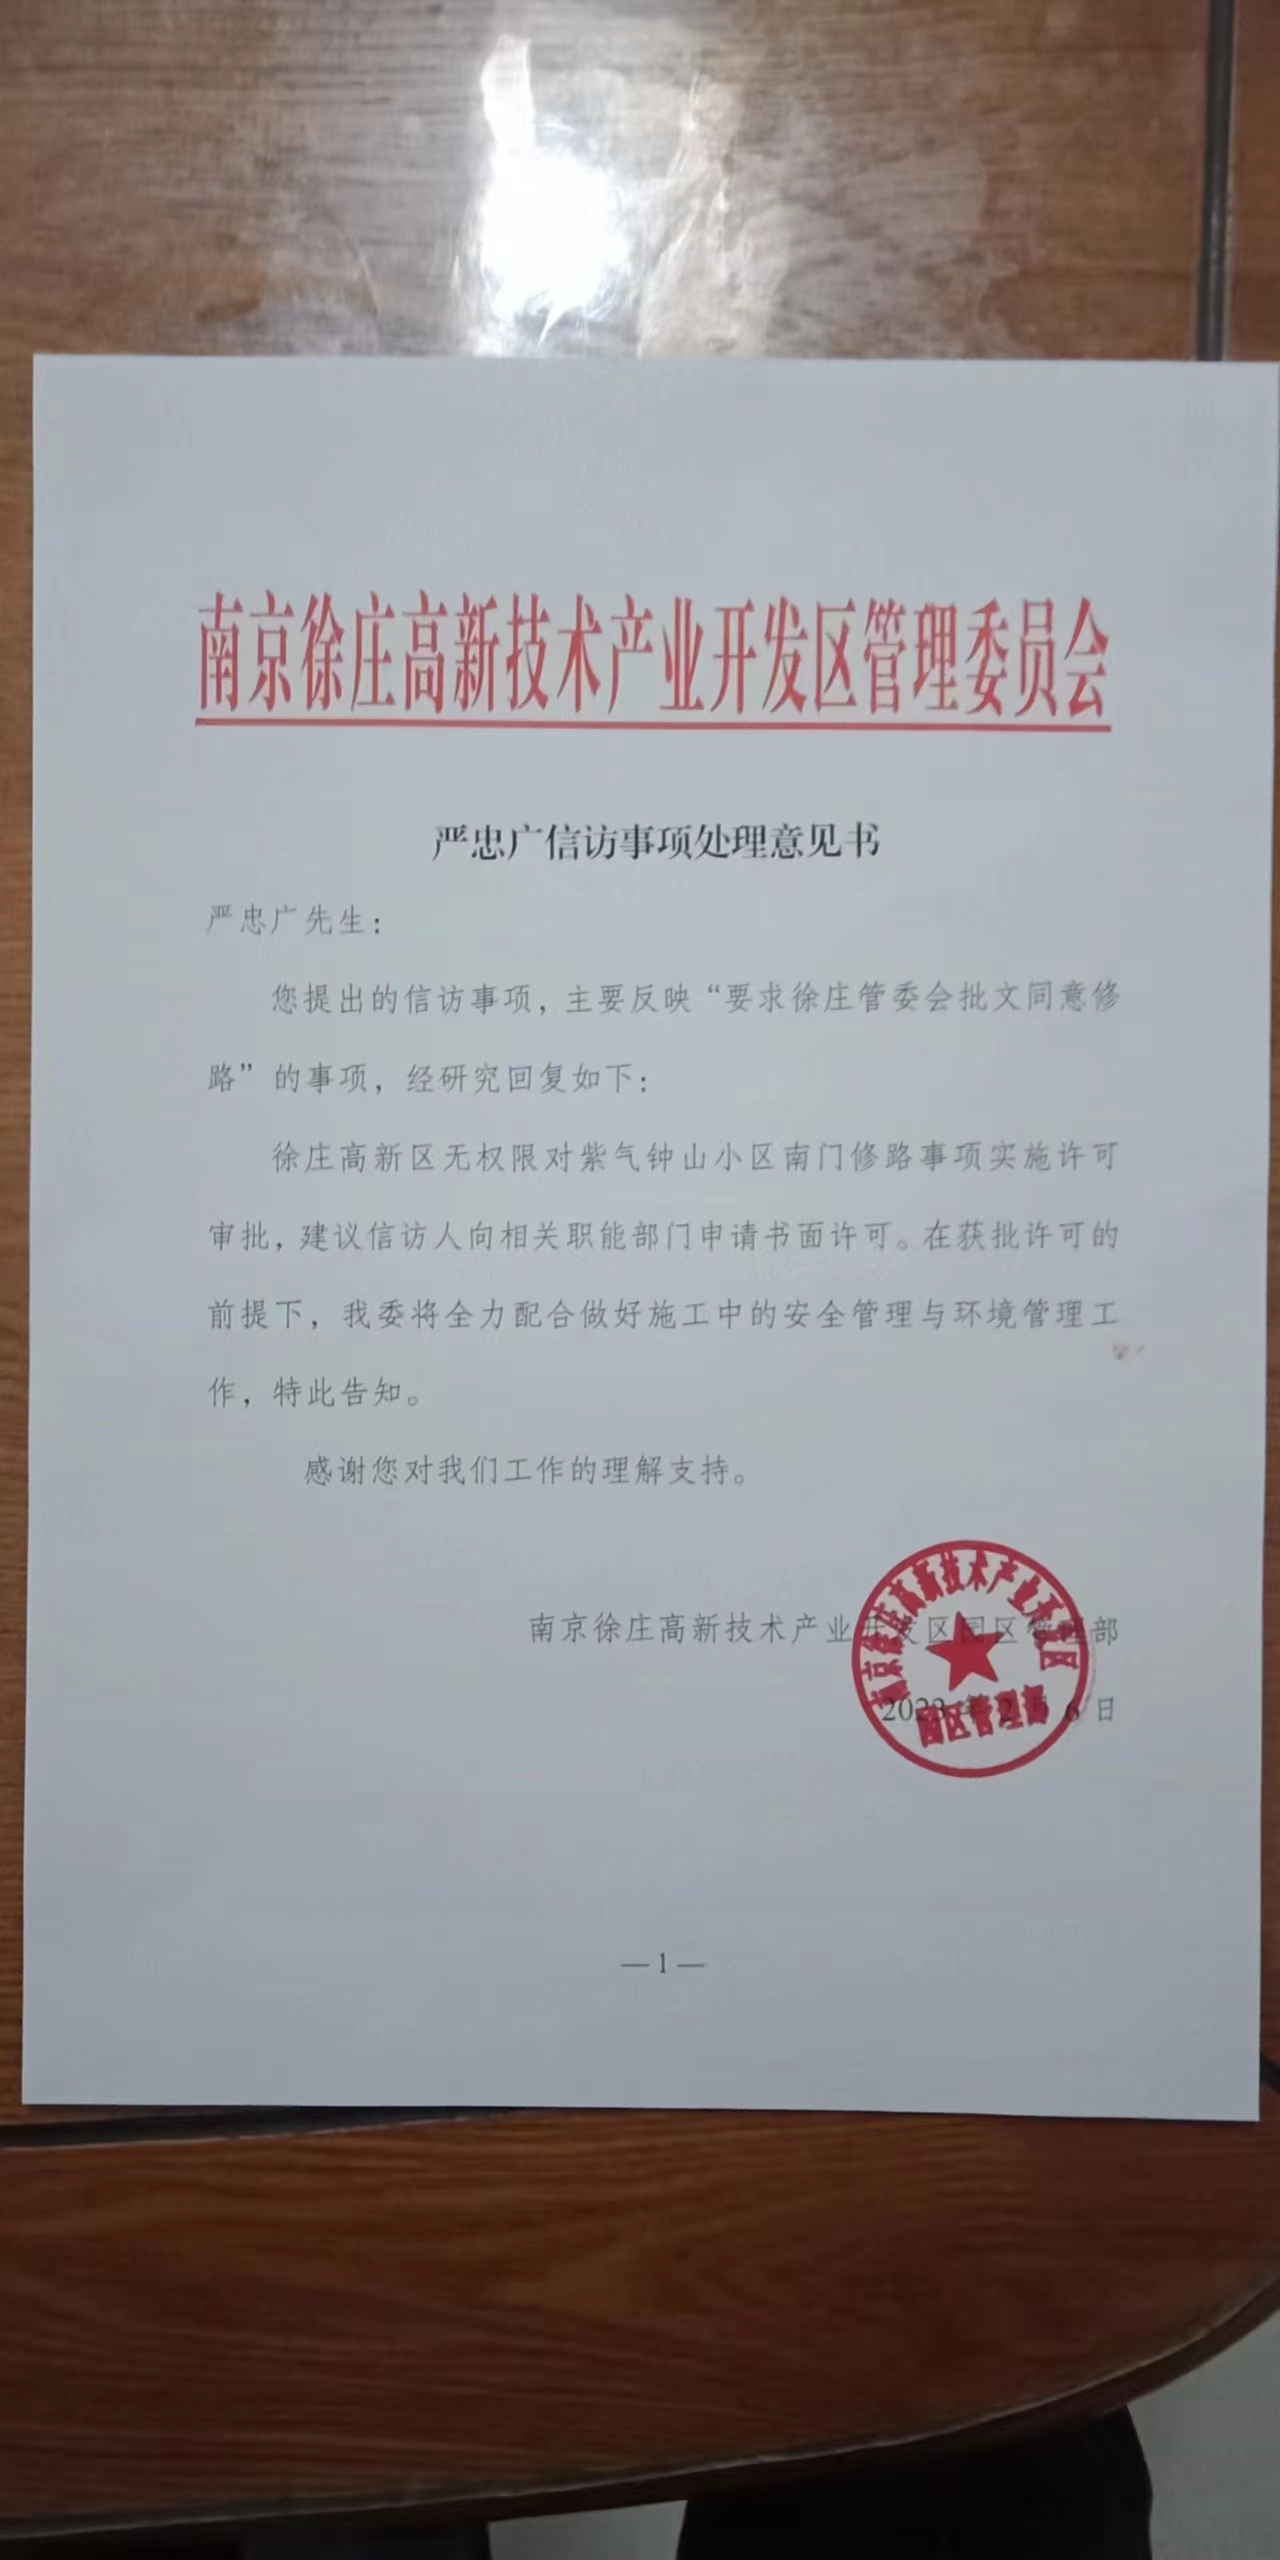 南京徐庄高新技术产业开发区管理委员会
严忠广信访事项处理意见书
严忠广先生：
您提出的信访事项，主要反映“要求徐庄管委会批文同意修
路”的事项，经研究回复如下：
徐庄高新区无权限对紫气钟山小区南门修路事项实施许可
审批，建议信访人向相关职能部门申请书面许可。在获批许可的
前提下，我委将全力配合做好施工中的安全管理与环境管理工
作，特此告知。
感谢您对我们工作的理解支持。
南京徐庄高新技术产业开发区园区管理部
2023年2月6日
南京徐庄高新技术产业开发区
园区管理部
— 1 —